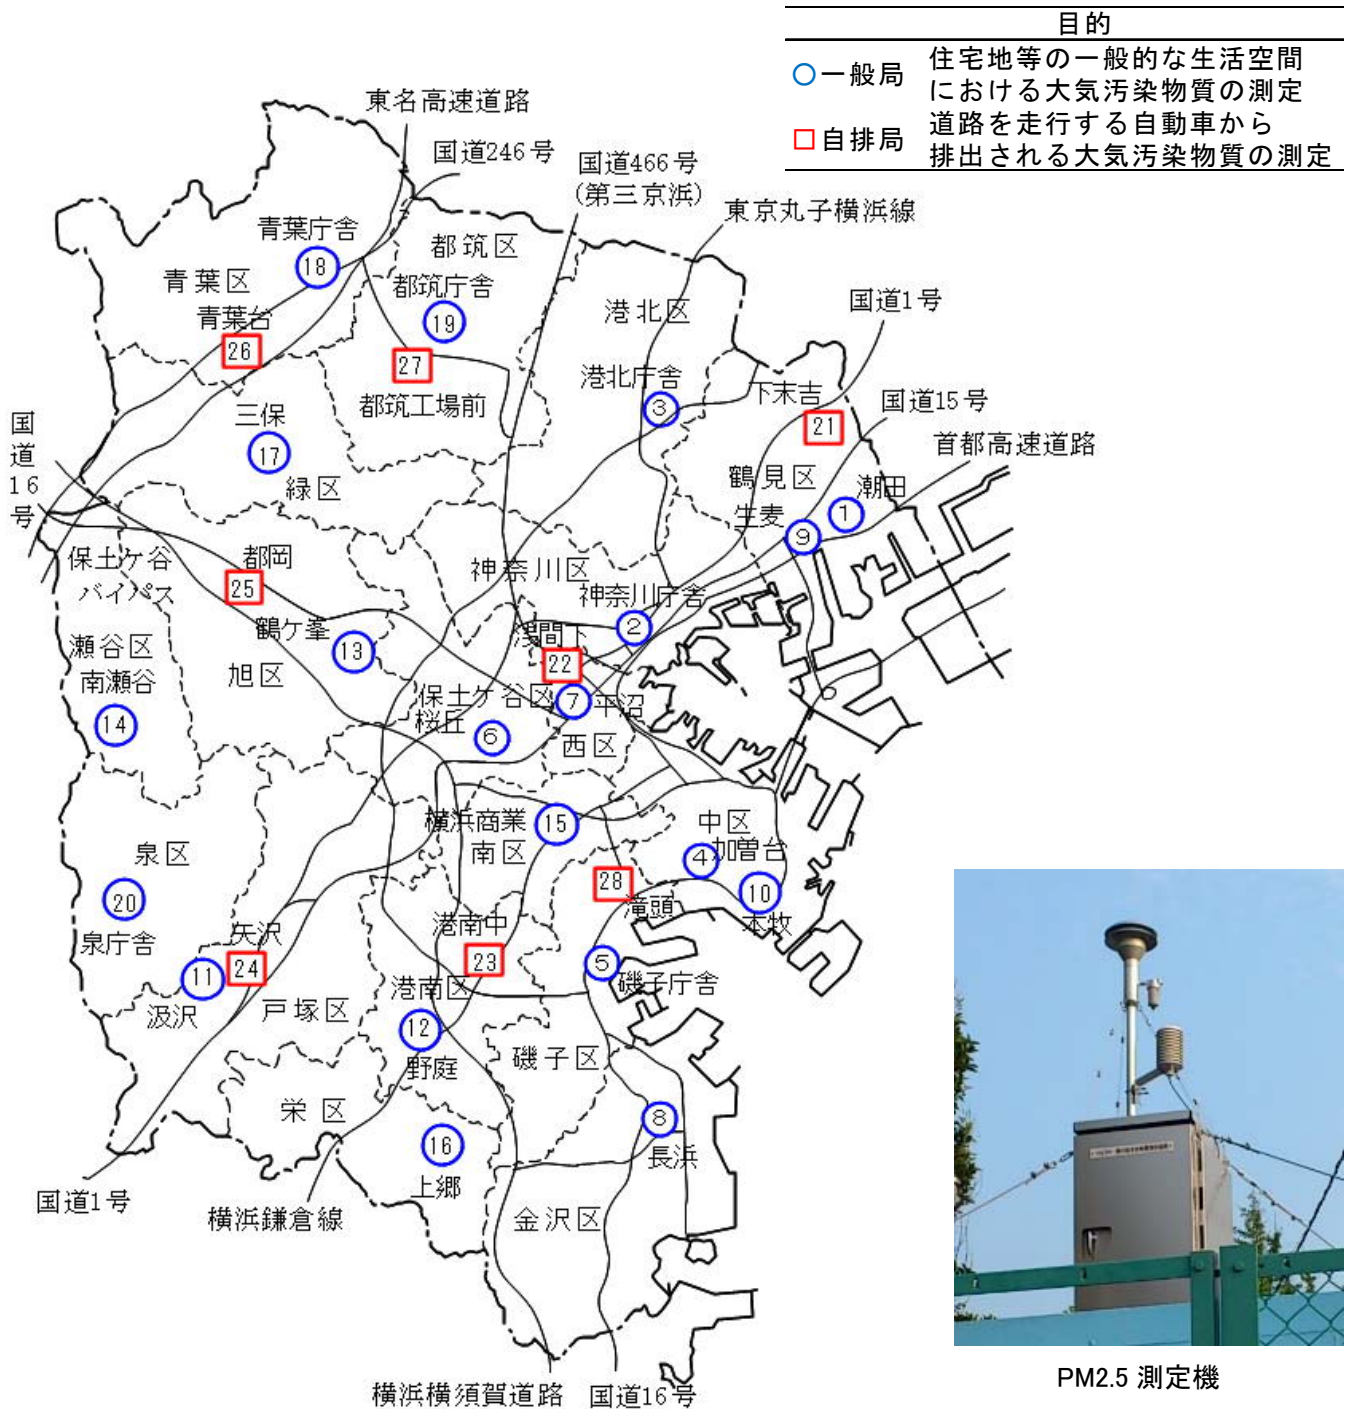 目的
○一般局 住宅地等の一般的な生活空間
における大気汚染物質の測定
□自排局 道路を走行する自動車から
排出される大気汚染物質の測定
東名高速道路
国道246号
国道466号
(第三京浜)
東京丸子横浜線
国道1号
国道15号
首都高速道路
青葉庁舎
18
青葉区
青葉台
26
都筑区
都筑庁舎
19
27
都筑工場前
港北区
港北庁舎
3
下末吉
21
鶴見区
潮田
1
生麦
9
国道16号
三保
17
緑区
保土ケ谷
バイパス
都岡
25
鶴ケ峯
13
旭区
瀬谷区
南瀬谷
14
神奈川区
神奈川庁舎
2
浅間下
22
保土ケ谷区
桜丘
6
7
平沼
西区
横浜商業
15
南区
中区
加曽台
4
10
本牧
28
滝頭
泉区
20
泉庁舎
矢沢
24
11
汲沢
戸塚区
港南中
23
港南区
12
野庭
5
磯子庁舎
磯子区
栄区
16
上郷
8
長浜
金沢区
国道1号
横浜鎌倉線
横浜横須賀道路
国道16号
PM2.5 測定機